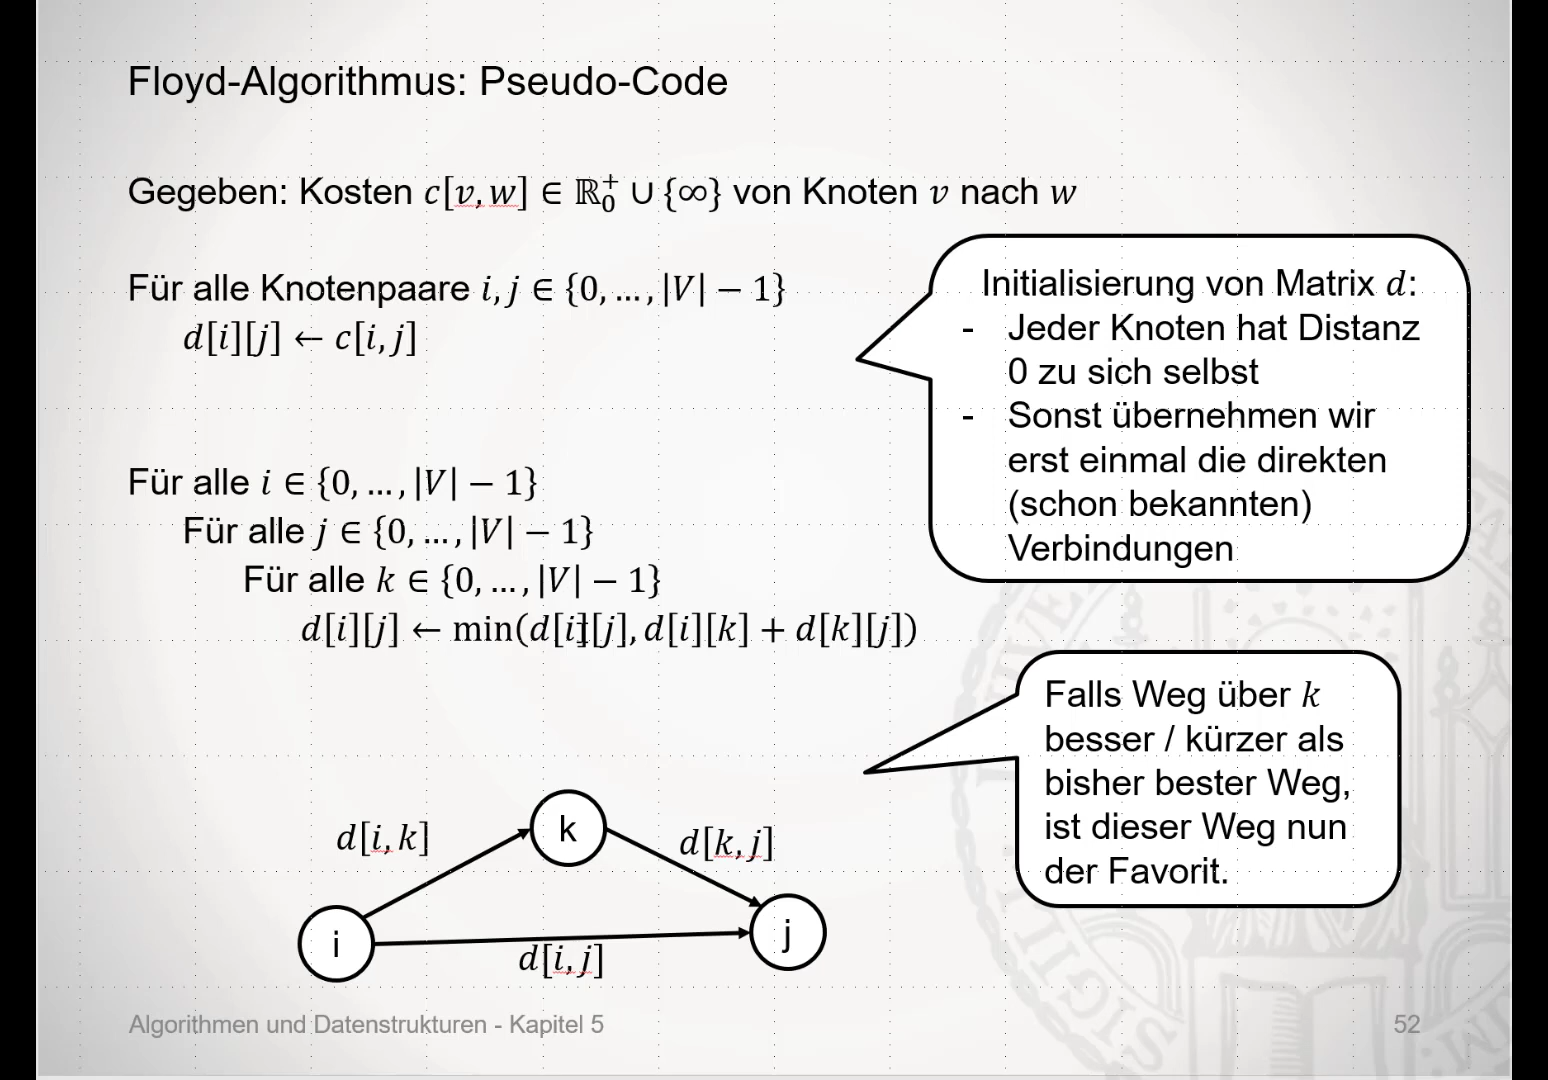 Floyd-Algorithmus: Pseudo-Code
Gegeben: Kosten c[v, w] ∈ ℝ₀⁺ ∪ {∞} von Knoten v nach w
Für alle Knotenpaare i, j ∈ {0, …, |V| − 1}
d[i][j] ← c[i, j]
Initialisierung von Matrix d:
- Jeder Knoten hat Distanz
0 zu sich selbst
- Sonst übernehmen wir
erst einmal die direkten
(schon bekannten)
Verbindungen
Für alle i ∈ {0, …, |V| − 1}
Für alle j ∈ {0, …, |V| − 1}
Für alle k ∈ {0, …, |V| − 1}
d[i][j] ← min(d[i][j], d[i][k] + d[k][j])
Falls Weg über k
besser / kürzer als
bisher bester Weg,
ist dieser Weg nun
der Favorit.
d[i, k]
k
d[k, j]
i
j
d[i, j]
Algorithmen und Datenstrukturen - Kapitel 5
52